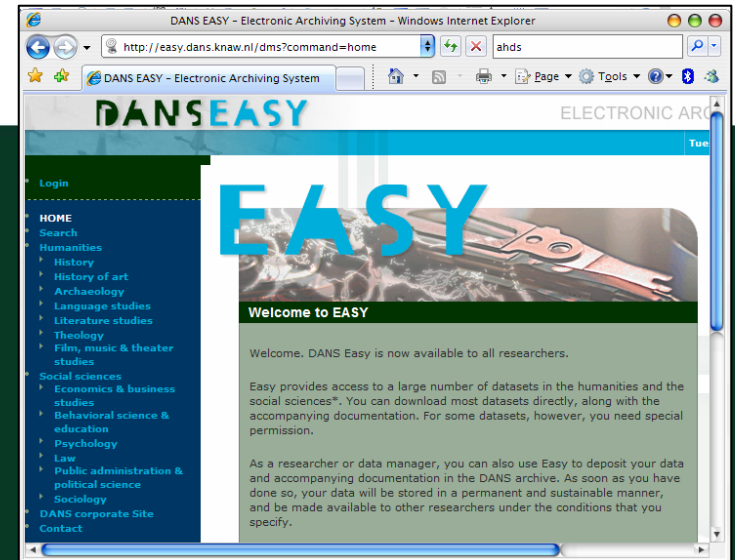 DANS EASY - Electronic Archiving System - Windows Internet Explorer
http://easy.dans.knaw.nl/dms?command=home
ahds
DANS EASY - Electronic Archiving System
Page
Tools
DANSEASY
ELECTRONIC ARC
Tue
Login
HOME
Search
Humanities
History
History of art
Archaeology
Language studies
Literature studies
Theology
Film, music & theater
studies
Social sciences
Economics & business
studies
Behavioral science &
education
Psychology
Law
Public administration &
political science
Sociology
DANS corporate Site
Contact
EASY
Welcome to EASY
Welcome. DANS Easy is now available to all researchers.
Easy provides access to a large number of datasets in the humanities and the
social sciences*. You can download most datasets directly, along with the
accompanying documentation. For some datasets, however, you need special
permission.
As a researcher or data manager, you can also use Easy to deposit your data
and accompanying documentation in the DANS archive. As soon as you have
done so, your data will be stored in a permanent and sustainable manner,
and be made available to other researchers under the conditions that you
specify.